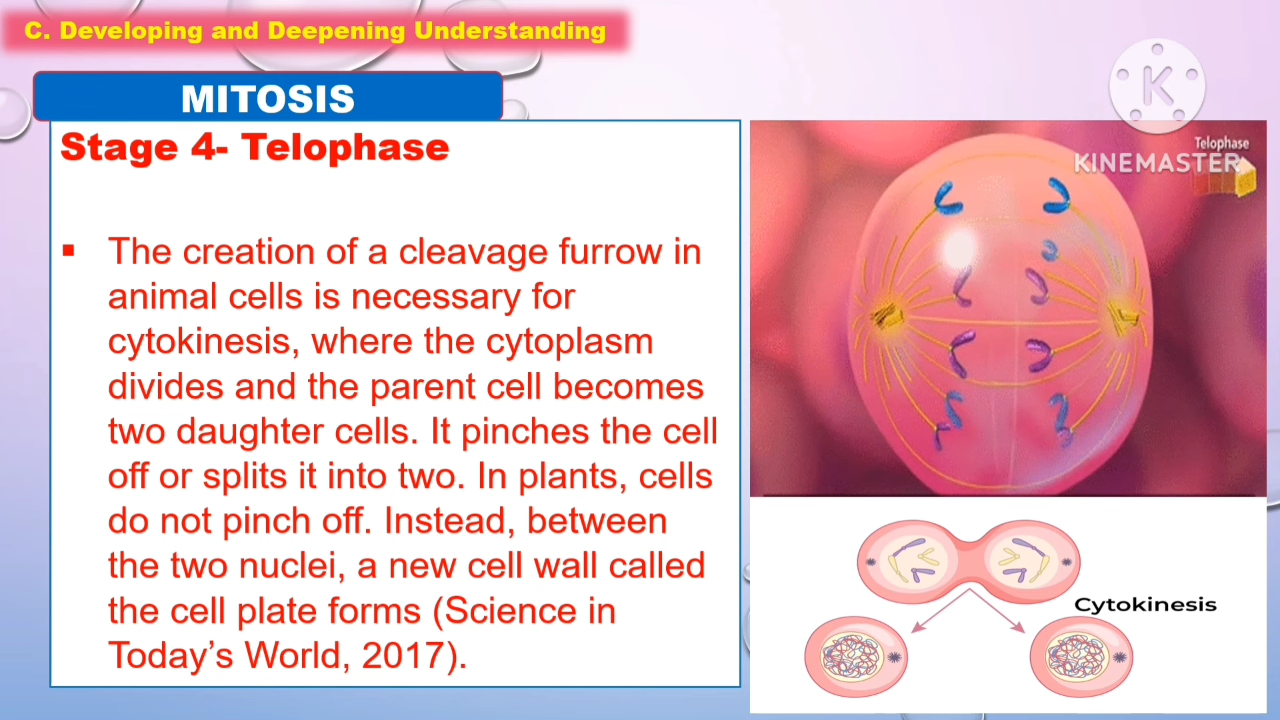 C. Developing and Deepening Understanding
MITOSIS
Stage 4- Telophase
▪ The creation of a cleavage furrow in
animal cells is necessary for
cytokinesis, where the cytoplasm
divides and the parent cell becomes
two daughter cells. It pinches the cell
off or splits it into two. In plants, cells
do not pinch off. Instead, between
the two nuclei, a new cell wall called
the cell plate forms (Science in
Today’s World, 2017).
K
Telophase
KINEMASTER
Cytokinesis